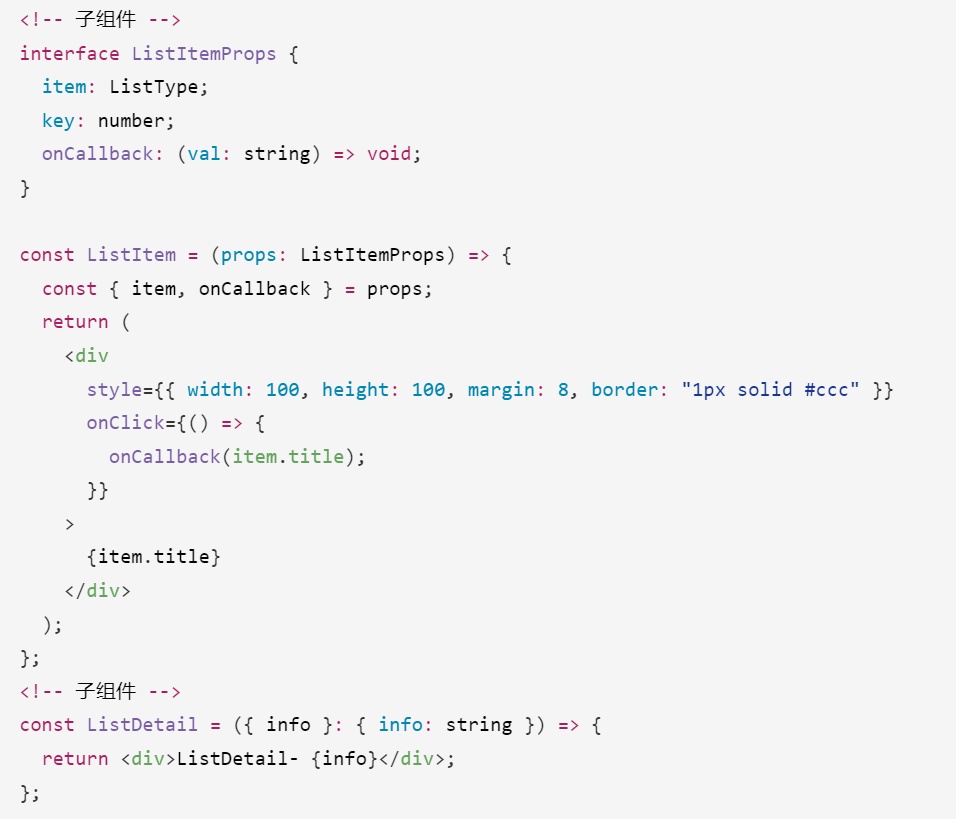 <!-- 子组件 -->
interface ListItemProps {
  item: ListType;
  key: number;
  onCallback: (val: string) => void;
}

const ListItem = (props: ListItemProps) => {
  const { item, onCallback } = props;
  return (
    <div
      style={{ width: 100, height: 100, margin: 8, border: "1px solid #ccc" }}
      onClick={() => {
        onCallback(item.title);
      }}
    >
      {item.title}
    </div>
  );
};
<!-- 子组件 -->
const ListDetail = ({ info }: { info: string }) => {
  return <div>ListDetail- {info}</div>;
};